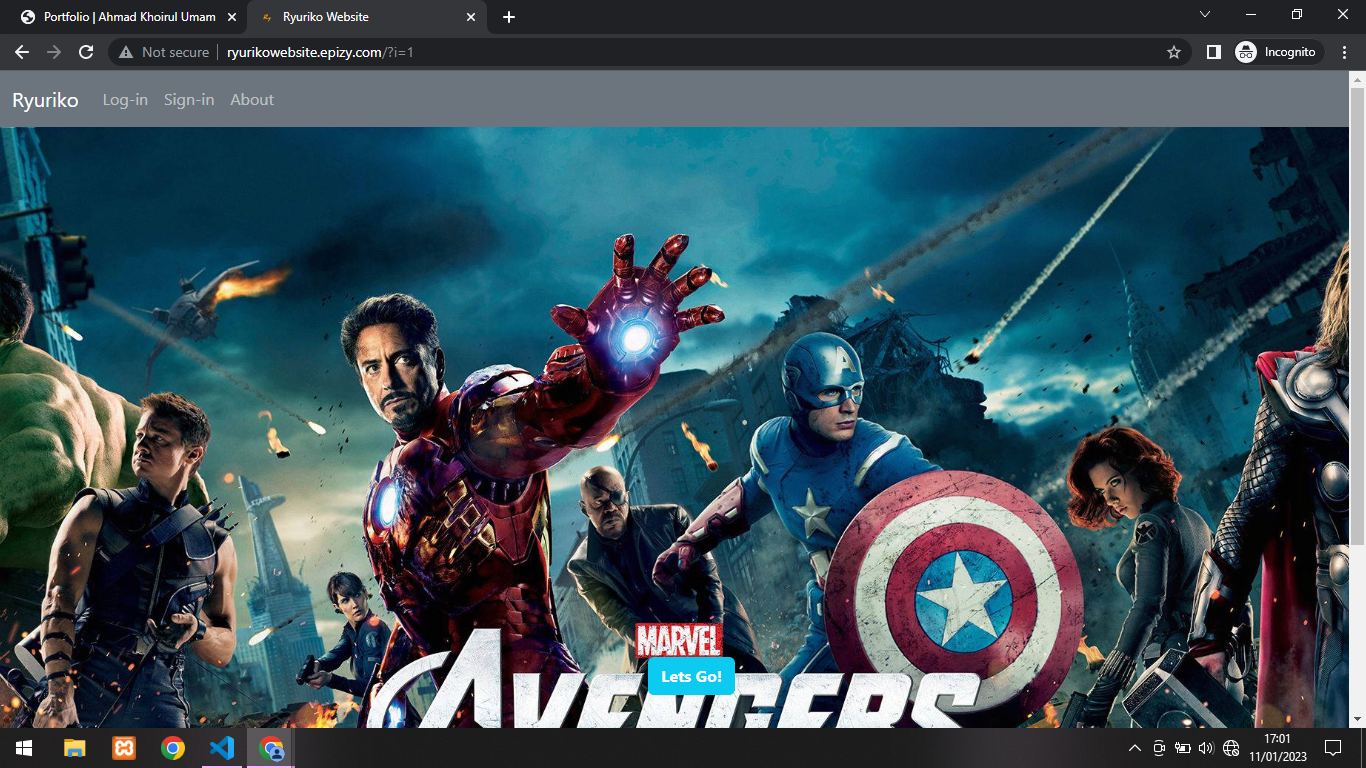 Portfolio | Ahmad Khoirul Umam
Ryuriko Website
Not secure
ryurikowebsite.epizy.com/?i=1
Incognito
Ryuriko
Log-in
Sign-in
About
A
MARVEL
Lets Go!
AVENGERS
17:01
11/01/2023